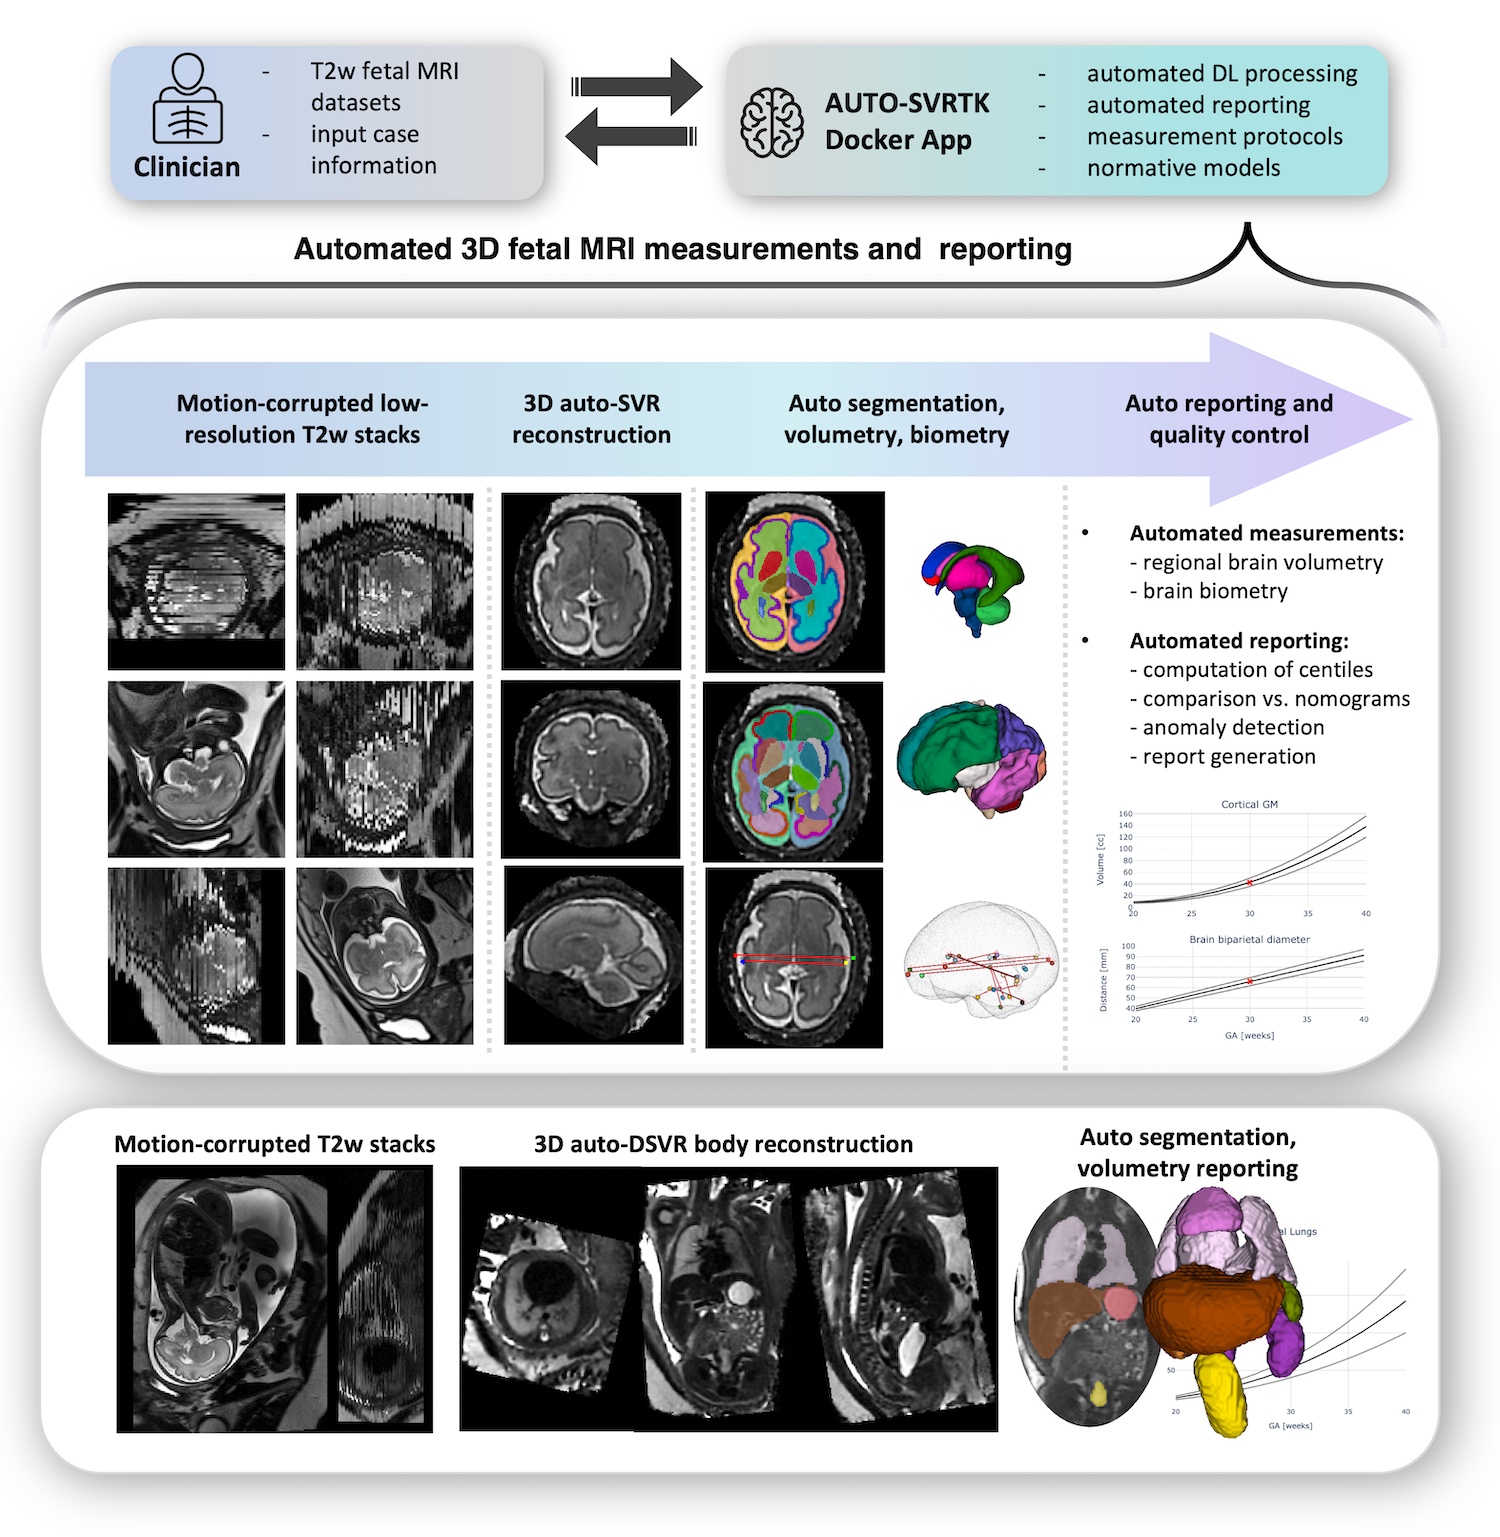 Clinician
- T2w fetal MRI
datasets
- input case
information
AUTO-SVRTK
Docker App
- automated DL processing
- automated reporting
- measurement protocols
- normative models
Automated 3D fetal MRI measurements and reporting
Motion-corrupted low-
resolution T2w stacks
3D auto-SVR
reconstruction
Auto segmentation,
volumetry, biometry
Auto reporting and
quality control
• Automated measurements:
- regional brain volumetry
- brain biometry
• Automated reporting:
- computation of centiles
- comparison vs. nomograms
- anomaly detection
- report generation
Cortical GM
Volume [cc]
160
140
120
100
80
60
40
20
0
20 25 30 35 40
Brain biparietal diameter
Distance [mm]
100
90
80
70
60
50
40
20 25 30 35 40
GA [weeks]
Motion-corrupted T2w stacks
3D auto-DSVR body reconstruction
Auto segmentation,
volumetry reporting
al Lungs
50
20 30 35 40
GA [weeks]